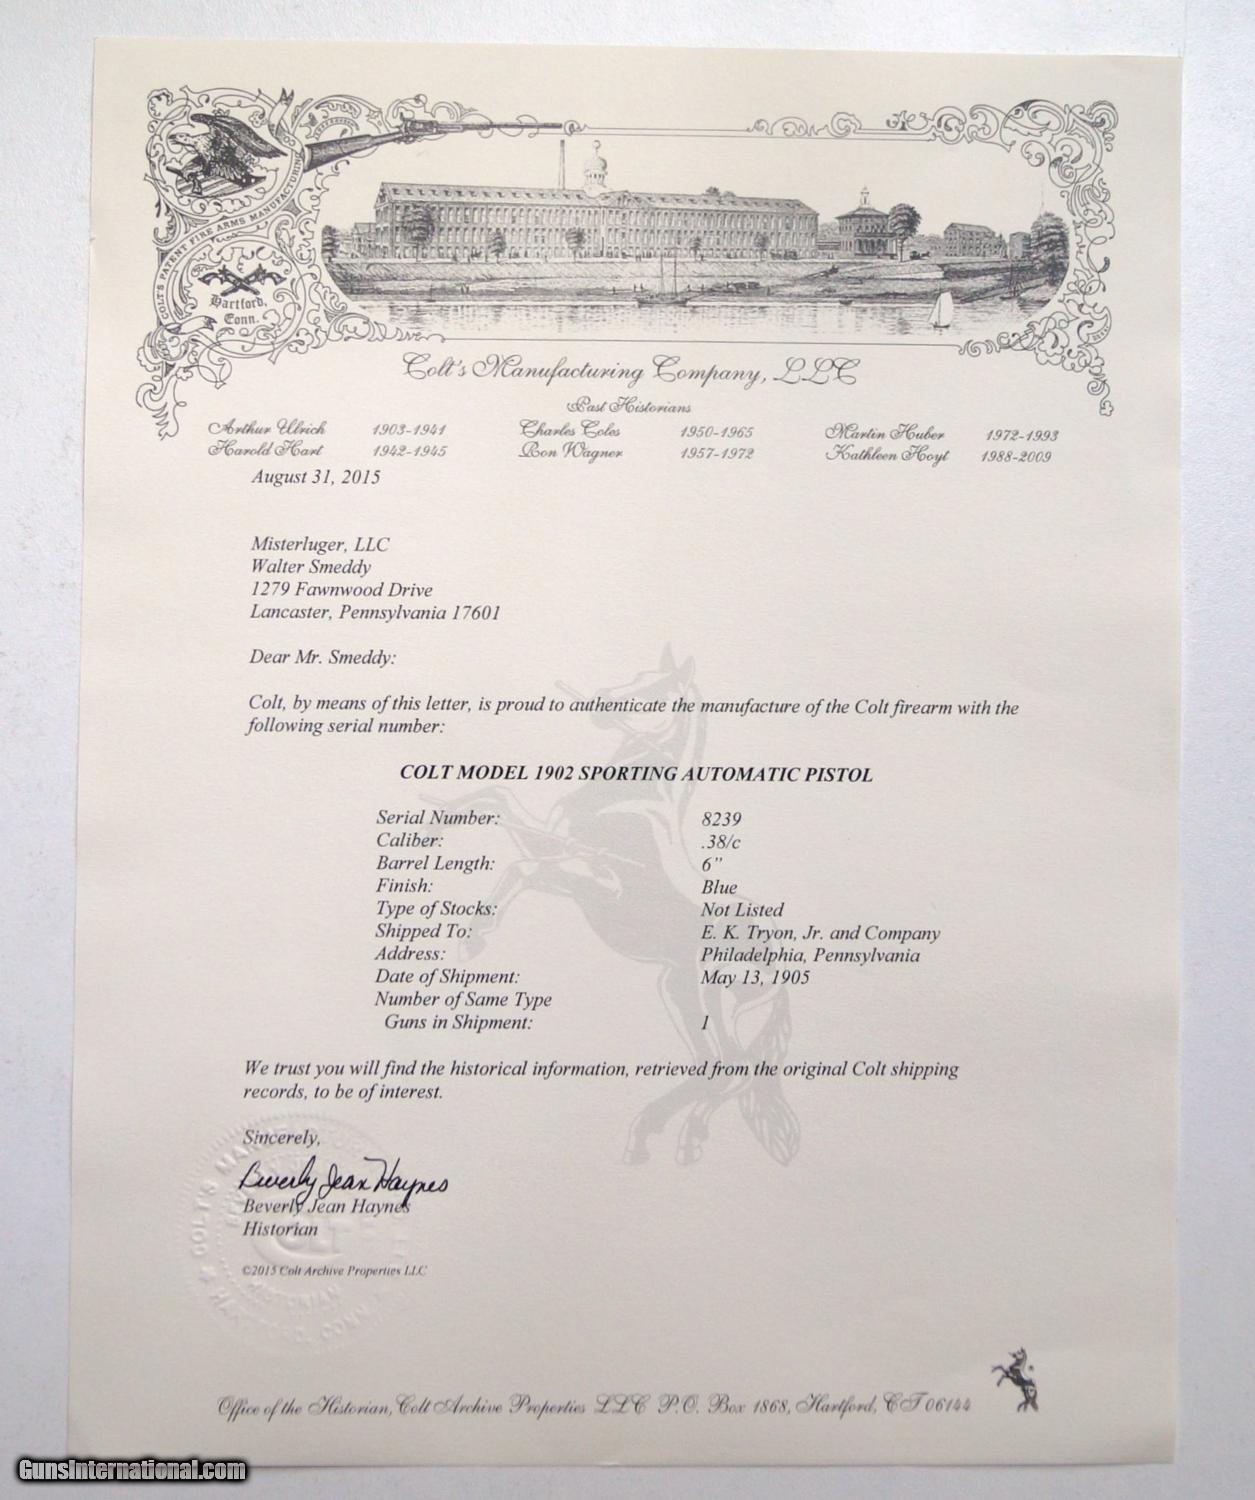 COLT'S PATENT FIRE ARMS MANUFACTURING
Hartford,
Conn.
Colt's Manufacturing Company, LLC
Past Historians
Arthur Ulrich 1903-1941 Charles Coles 1950-1965 Martin Huber 1972-1993
Harold Hart 1942-1945 Ron Wagner 1957-1972 Kathleen Hoyt 1988-2009
August 31, 2015
Misterluger, LLC
Walter Smeddy
1279 Fawnwood Drive
Lancaster, Pennsylvania 17601
Dear Mr. Smeddy:
Colt, by means of this letter, is proud to authenticate the manufacture of the Colt firearm with the
following serial number:
COLT MODEL 1902 SPORTING AUTOMATIC PISTOL
Serial Number: 8239
Caliber: .38/c
Barrel Length: 6"
Finish: Blue
Type of Stocks: Not Listed
Shipped To: E. K. Tryon, Jr. and Company
Address: Philadelphia, Pennsylvania
Date of Shipment: May 13, 1905
Number of Same Type
Guns in Shipment: 1
We trust you will find the historical information, retrieved from the original Colt shipping
records, to be of interest.
Sincerely,
Beverly Jean Haynes
Beverly Jean Haynes
Historian
©2015 Colt Archive Properties LLC
Office of the Historian, Colt Archive Properties LLC P.O. Box 1868, Hartford, CT 06144
GunsInternational.com